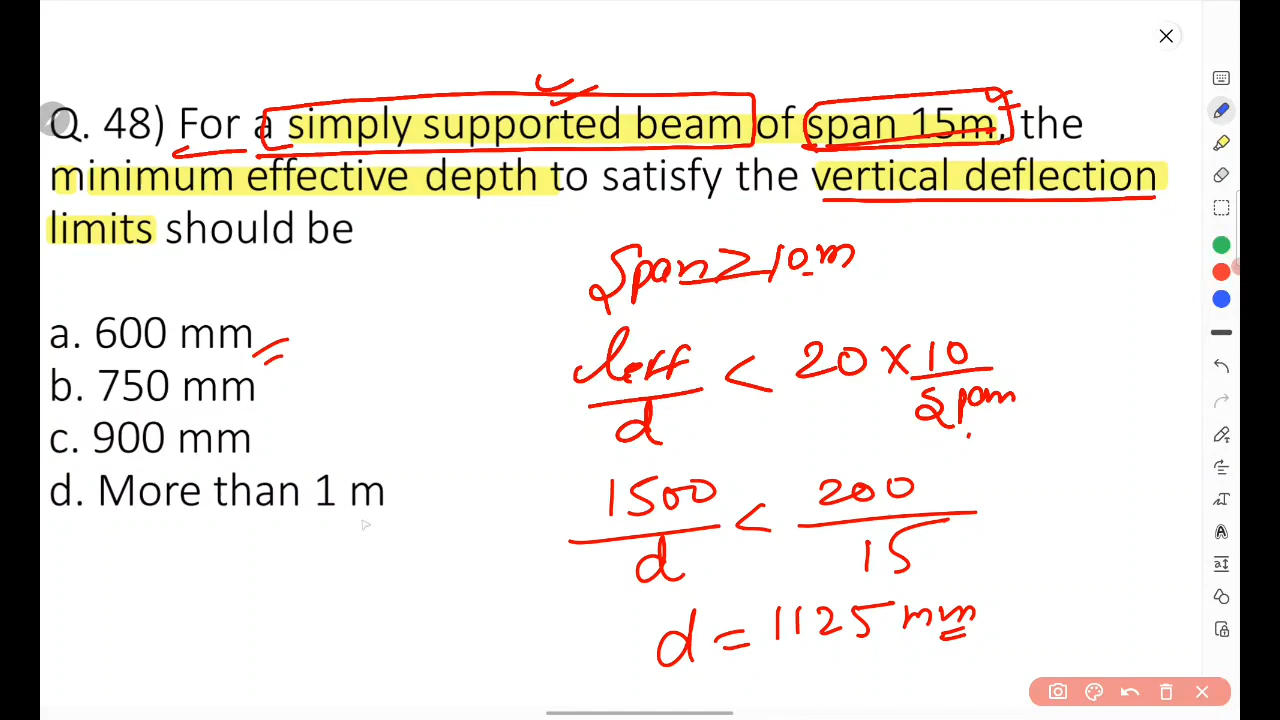 Q. 48) For a simply supported beam of span 15m, the
minimum effective depth to satisfy the vertical deflection
limits should be
a. 600 mm
b. 750 mm
c. 900 mm
d. More than 1 m
Span > 10m
leff / d < 20 × 10 / Span
1500 / d < 200 / 15
d = 1125 mm